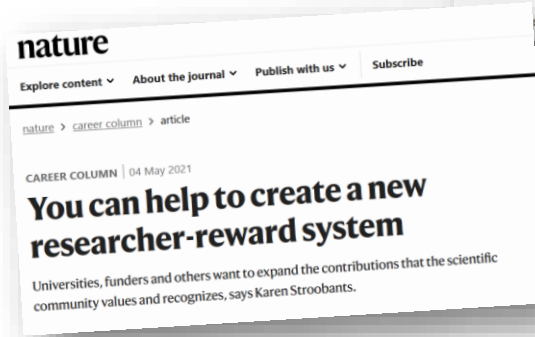 nature
Explore content About the journal Publish with us Subscribe
nature > career column > article
CAREER COLUMN | 04 May 2021
You can help to create a new
researcher-reward system
Universities, funders and others want to expand the contributions that the scientific
community values and recognizes, says Karen Stroobants.